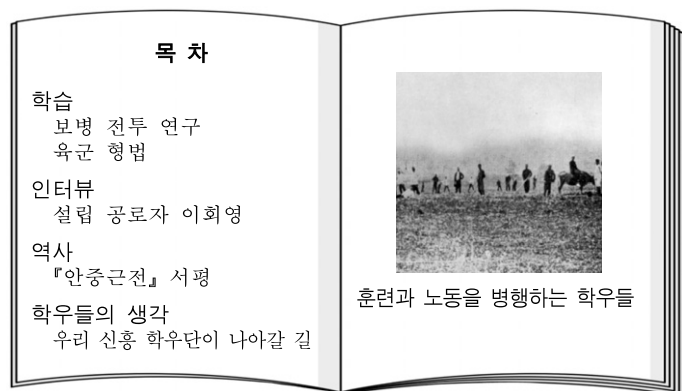 목 차
학습
보병 전투 연구
육군 형법
인터뷰
설립 공로자 이회영
역사
『안중근전』 서평
학우들의 생각
우리 신흥 학우단이 나아갈 길
훈련과 노동을 병행하는 학우들